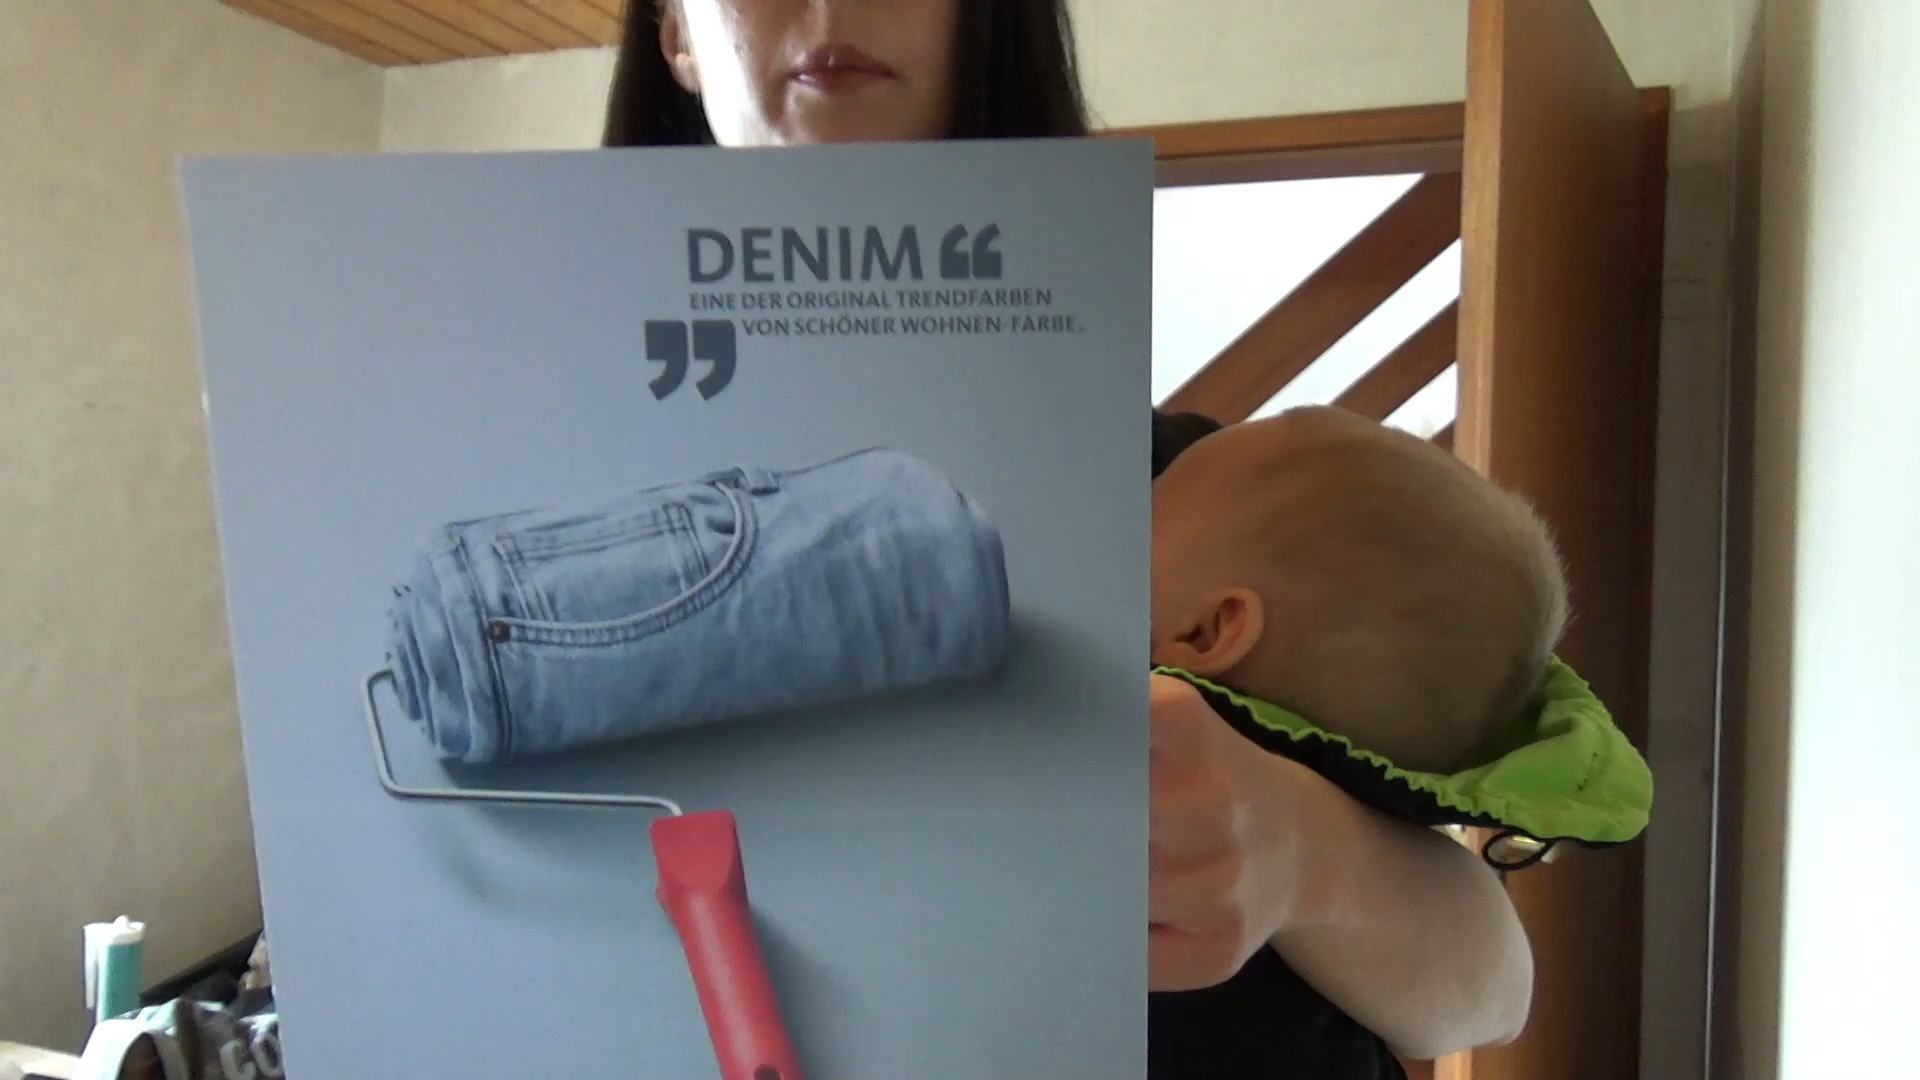 DENIM “
EINE DER ORIGINAL TRENDFARBEN
” VON SCHÖNER WOHNEN-FARBE.